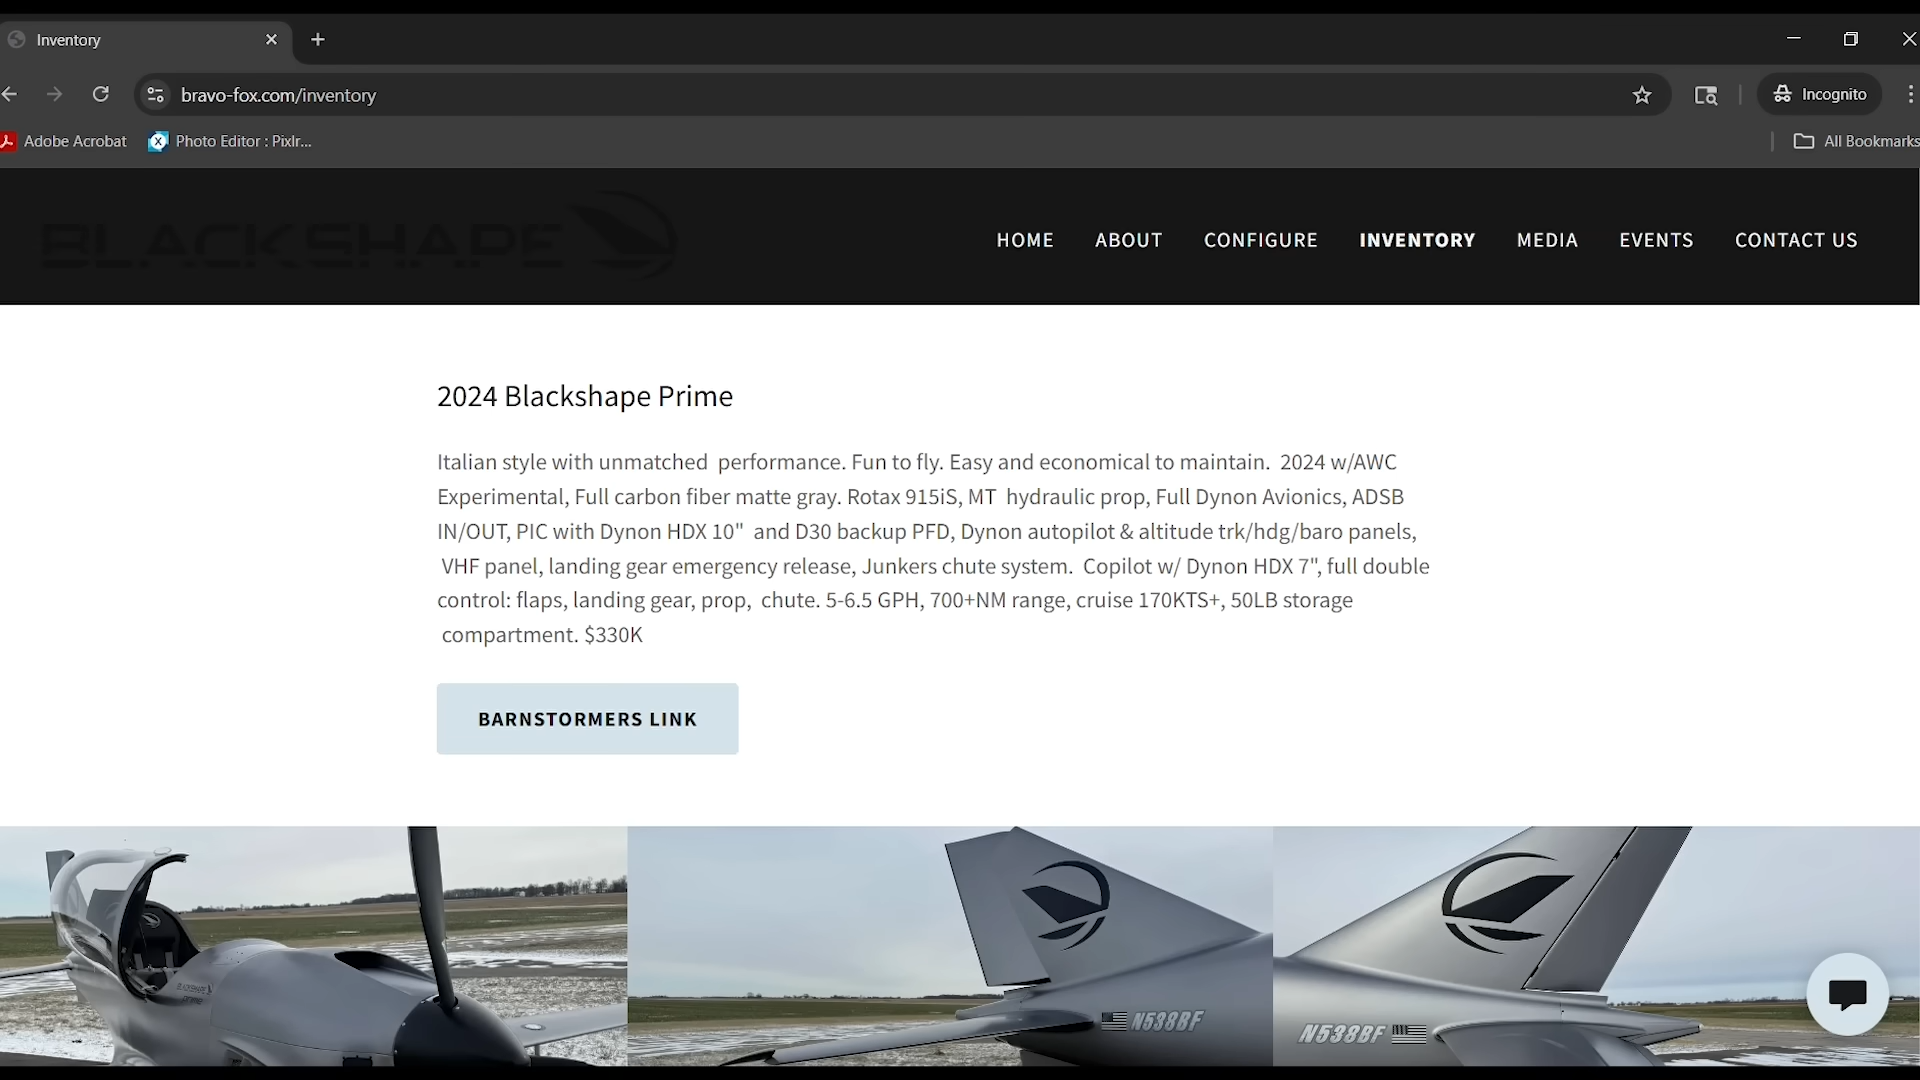 Inventory
bravo-fox.com/inventory
Incognito
Adobe Acrobat
Photo Editor : Pixlr...
All Bookmarks
BLACKSHAPE
HOME
ABOUT
CONFIGURE
INVENTORY
MEDIA
EVENTS
CONTACT US
2024 Blackshape Prime
Italian style with unmatched performance. Fun to fly. Easy and economical to maintain. 2024 w/AWC
Experimental, Full carbon fiber matte gray. Rotax 915iS, MT hydraulic prop, Full Dynon Avionics, ADSB
IN/OUT, PIC with Dynon HDX 10" and D30 backup PFD, Dynon autopilot & altitude trk/hdg/baro panels,
VHF panel, landing gear emergency release, Junkers chute system. Copilot w/ Dynon HDX 7", full double
control: flaps, landing gear, prop, chute. 5-6.5 GPH, 700+NM range, cruise 170KTS+, 50LB storage
compartment. $330K
BARNSTORMERS LINK
BLACKSHAPE
N538BF
N538BF